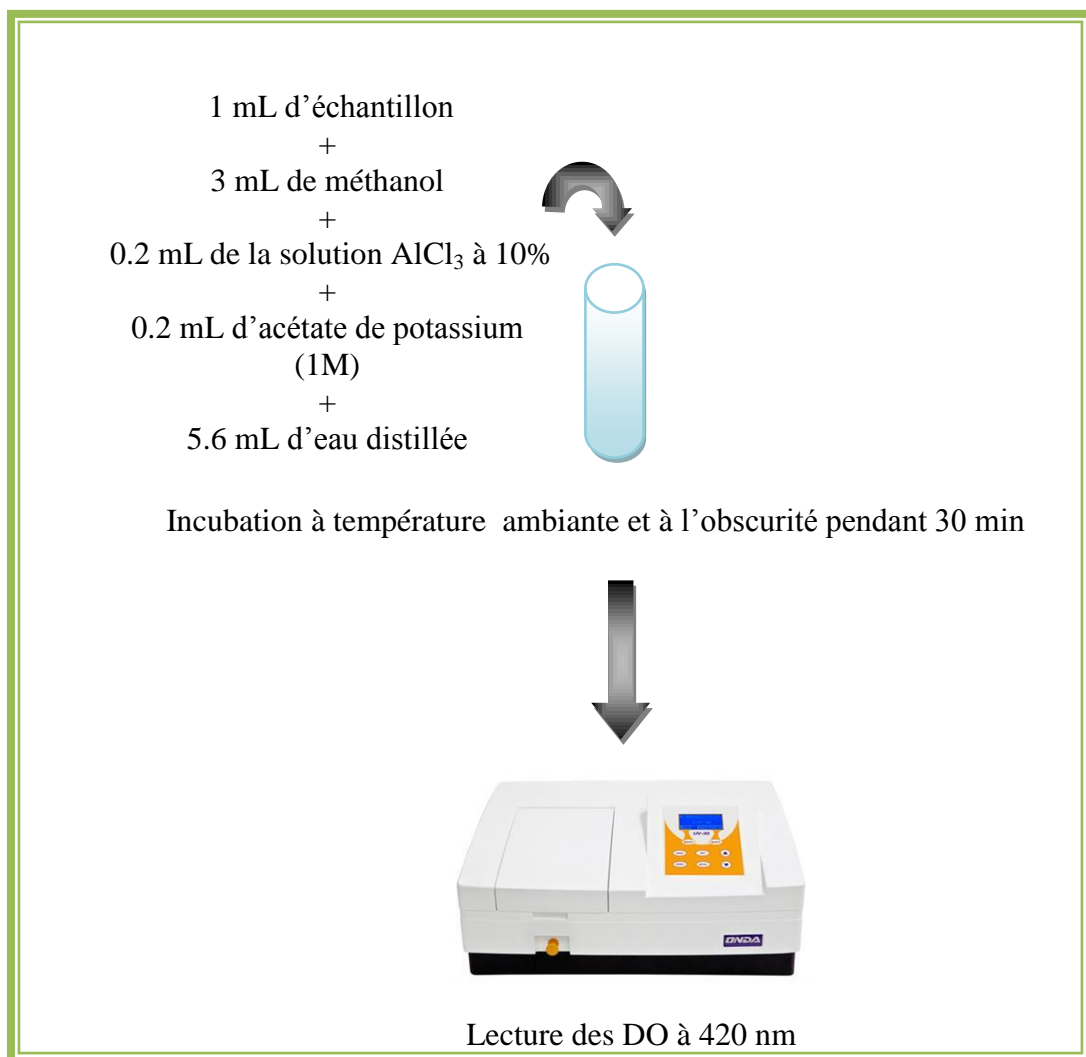 1 mL d’échantillon
+
3 mL de méthanol
+
0.2 mL de la solution AlCl₃ à 10%
+
0.2 mL d’acétate de potassium
(1M)
+
5.6 mL d’eau distillée
Incubation à température ambiante et à l’obscurité pendant 30 min
ONDA
Lecture des DO à 420 nm